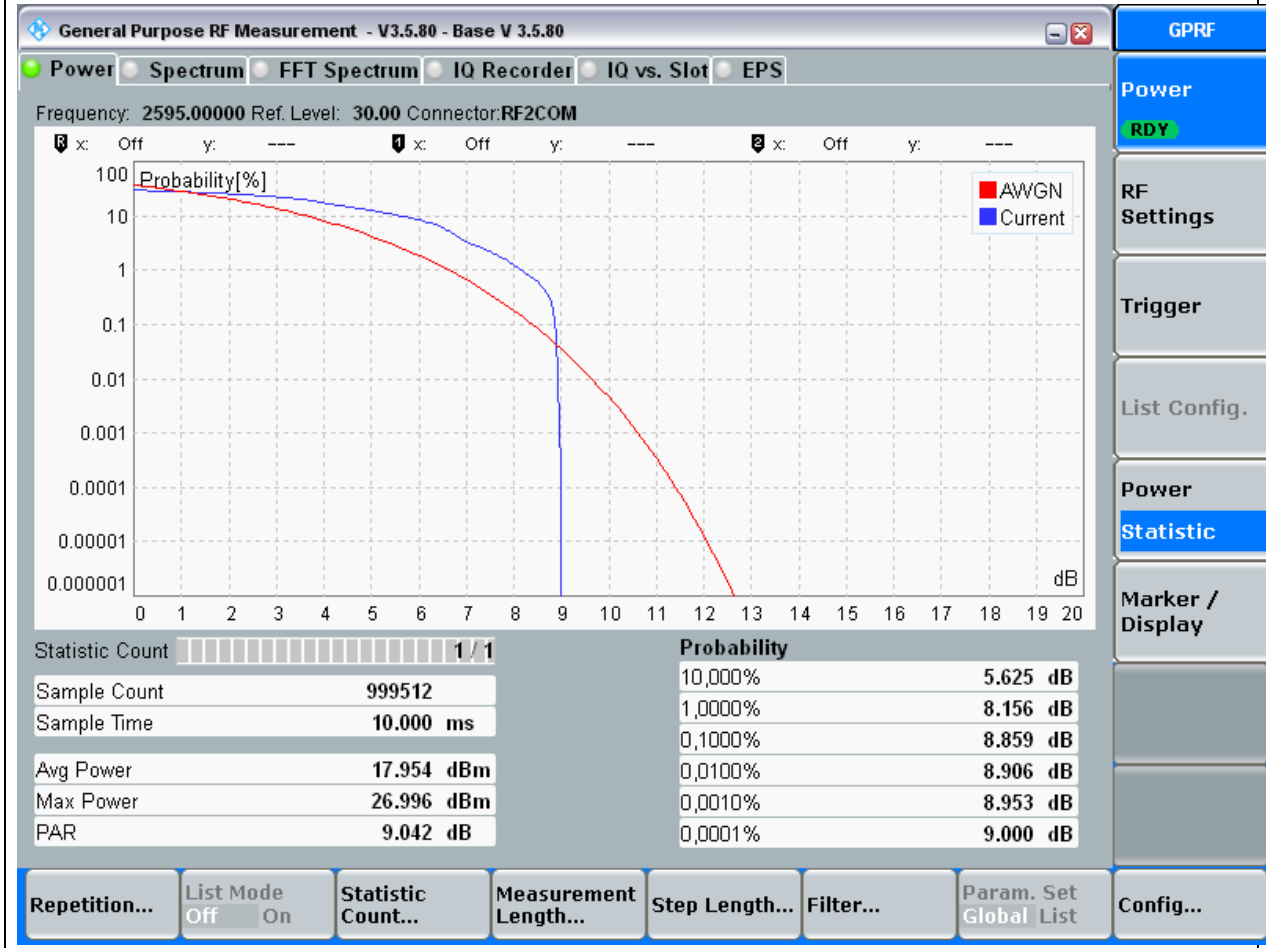 General Purpose RF Measurement - V3.5.80 - Base V 3.5.80
GPRF
Power Spectrum FFT Spectrum IQ Recorder IQ vs. Slot EPS
Frequency: 2595.00000 Ref. Level: 30.00 Connector:RF2COM
R x: Off y: --- 1 x: Off y: --- 2 x: Off y: ---
Probability[%]
100
10
1
0.1
0.01
0.001
0.0001
0.00001
0.000001
AWGN
Current
dB
0 1 2 3 4 5 6 7 8 9 10 11 12 13 14 15 16 17 18 19 20
Statistic Count 1 / 1
Sample Count 999512
Sample Time 10.000 ms
Avg Power 17.954 dBm
Max Power 26.996 dBm
PAR 9.042 dB
Probability
10,000% 5.625 dB
1,0000% 8.156 dB
0,1000% 8.859 dB
0,0100% 8.906 dB
0,0010% 8.953 dB
0,0001% 9.000 dB
Power
RDY
RF
Settings
Trigger
List Config.
Power
Statistic
Marker /
Display
Repetition...
List Mode
Off On
Statistic
Count...
Measurement
Length...
Step Length...
Filter...
Param. Set
Global List
Config...